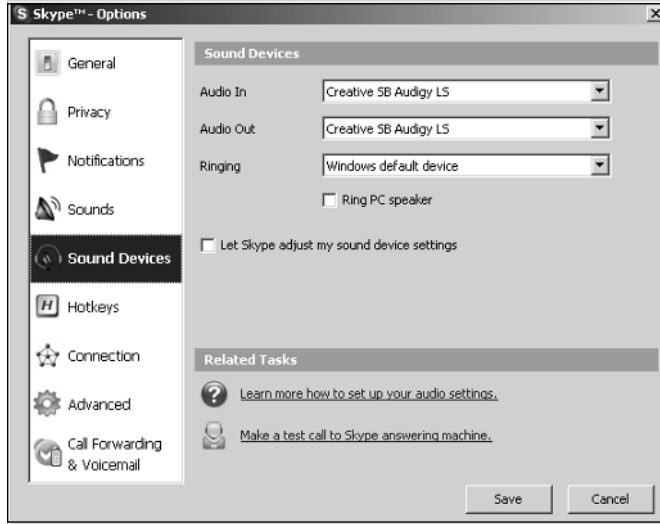 S Skype™ - Options
General
Privacy
Notifications
Sounds
Sound Devices
H Hotkeys
Connection
Advanced
Call Forwarding
& Voicemail
Sound Devices
Audio In Creative SB Audigy LS
Audio Out Creative SB Audigy LS
Ringing Windows default device
Ring PC speaker
Let Skype adjust my sound device settings
Related Tasks
? Learn more how to set up your audio settings.
Make a test call to Skype answering machine.
Save Cancel